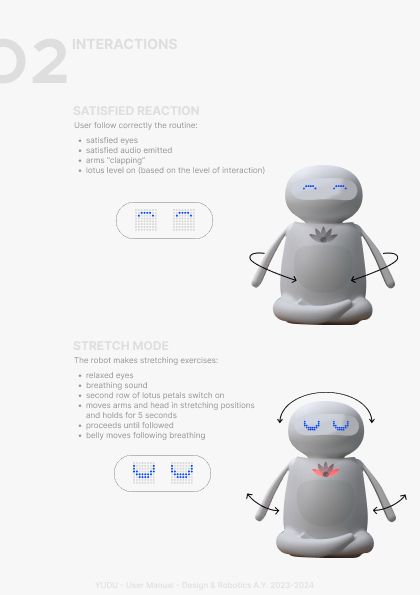 02 INTERACTIONS
SATISFIED REACTION
User follow correctly the routine:
• satisfied eyes
• satisfied audio emitted
• arms "clapping"
• lotus level on (based on the level of interaction)
STRETCH MODE
The robot makes stretching exercises:
• relaxed eyes
• breathing sound
• second row of lotus petals switch on
• moves arms and head in stretching positions
and holds for 5 seconds
• proceeds until followed
• belly moves following breathing
YUDU - User Manual - Design & Robotics A.Y. 2023-2024